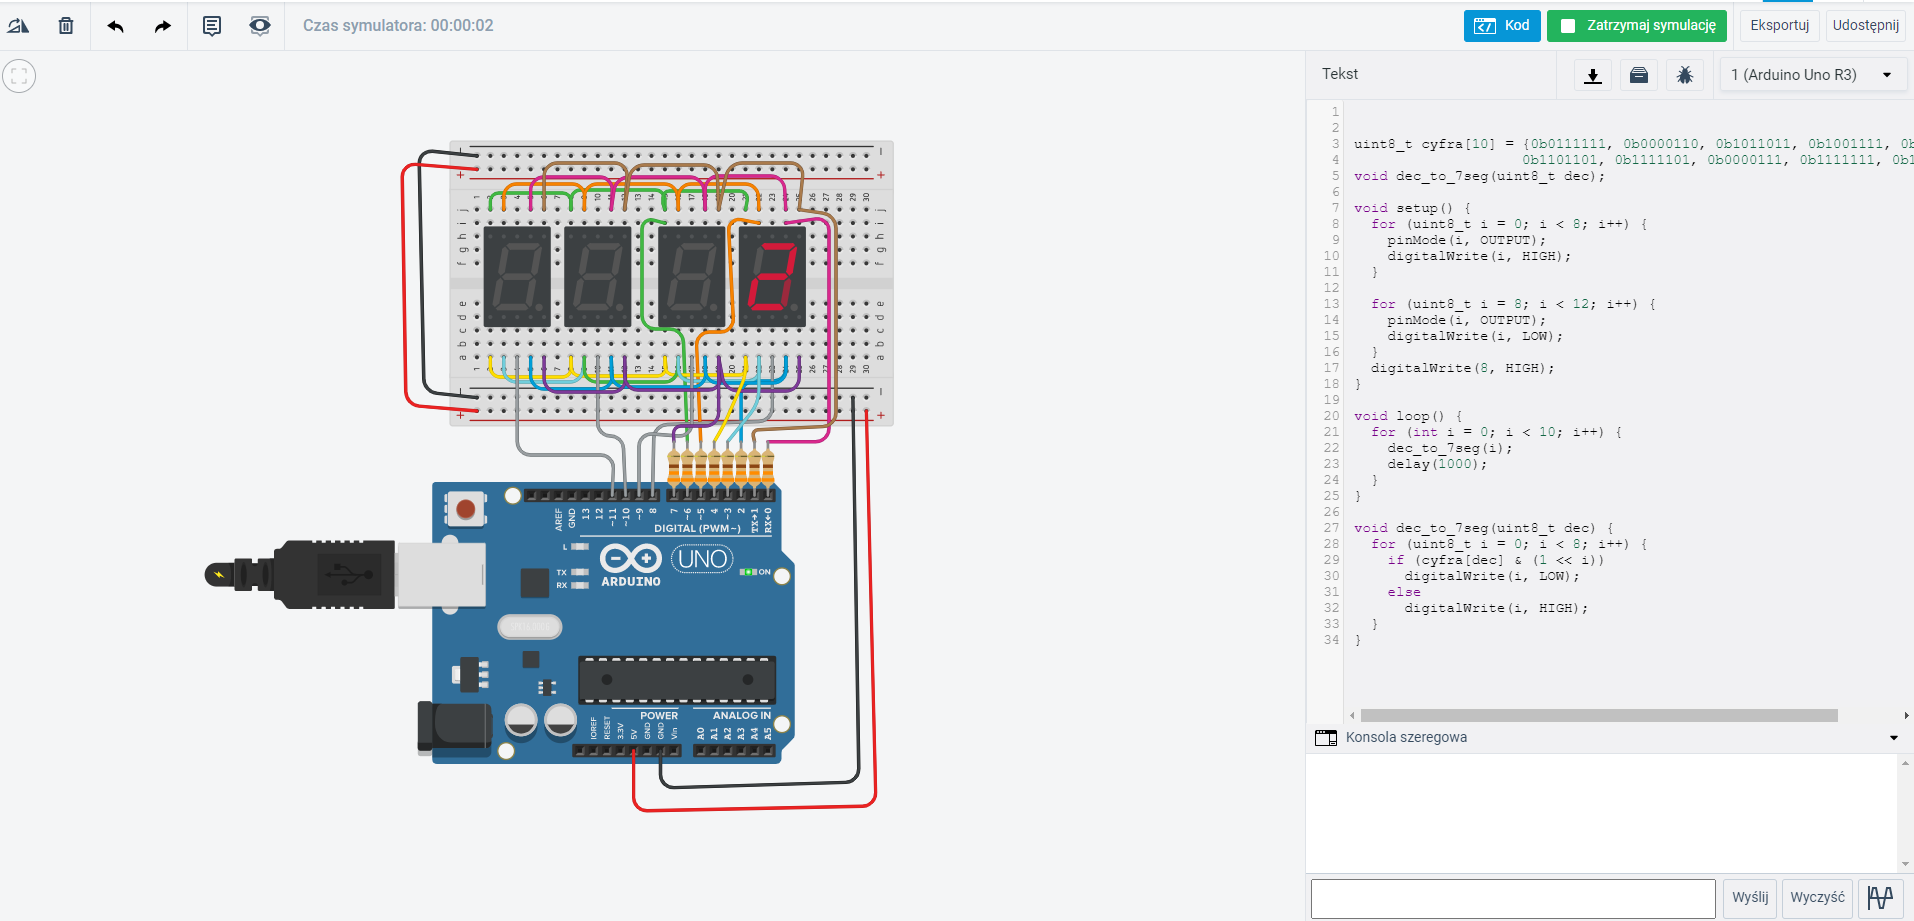 Czas symulatora: 00:00:02
Kod
Zatrzymaj symulację
Eksportuj
Udostępnij
Tekst
1 (Arduino Uno R3)
1
2
3 uint8_t cyfra[10] = {0b0111111, 0b0000110, 0b1011011, 0b1001111, 0b
4 0b1101101, 0b1111101, 0b0000111, 0b1111111, 0b1
5 void dec_to_7seg(uint8_t dec);
6
7 void setup() {
8 for (uint8_t i = 0; i < 8; i++) {
9 pinMode(i, OUTPUT);
10 digitalWrite(i, HIGH);
11 }
12
13 for (uint8_t i = 8; i < 12; i++) {
14 pinMode(i, OUTPUT);
15 digitalWrite(i, LOW);
16 }
17 digitalWrite(8, HIGH);
18 }
19
20 void loop() {
21 for (int i = 0; i < 10; i++) {
22 dec_to_7seg(i);
23 delay(1000);
24 }
25 }
26
27 void dec_to_7seg(uint8_t dec) {
28 for (uint8_t i = 0; i < 8; i++) {
29 if (cyfra[dec] & (1 << i))
30 digitalWrite(i, LOW);
31 else
32 digitalWrite(i, HIGH);
33 }
34 }
Konsola szeregowa
Wyślij
Wyczyść
j
i
h
g
f
e
d
c
b
a
AREF
GND
13
12
~11
~10
~9
8
7
~6
~5
4
~3
2
TX→1
RX←0
DIGITAL (PWM~)
L
TX
RX
ARDUINO
UNO
ON
POWER
ANALOG IN
IOREF
RESET
3.3V
5V
GND
GND
Vin
A0
A1
A2
A3
A4
A5